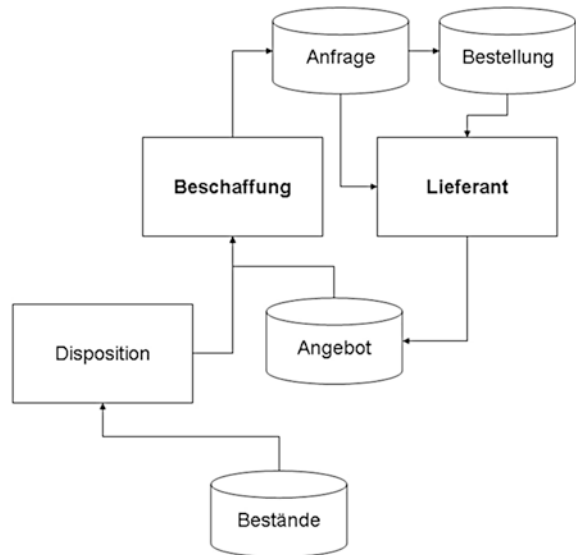 Anfrage
Bestellung
Beschaffung
Lieferant
Disposition
Angebot
Bestände